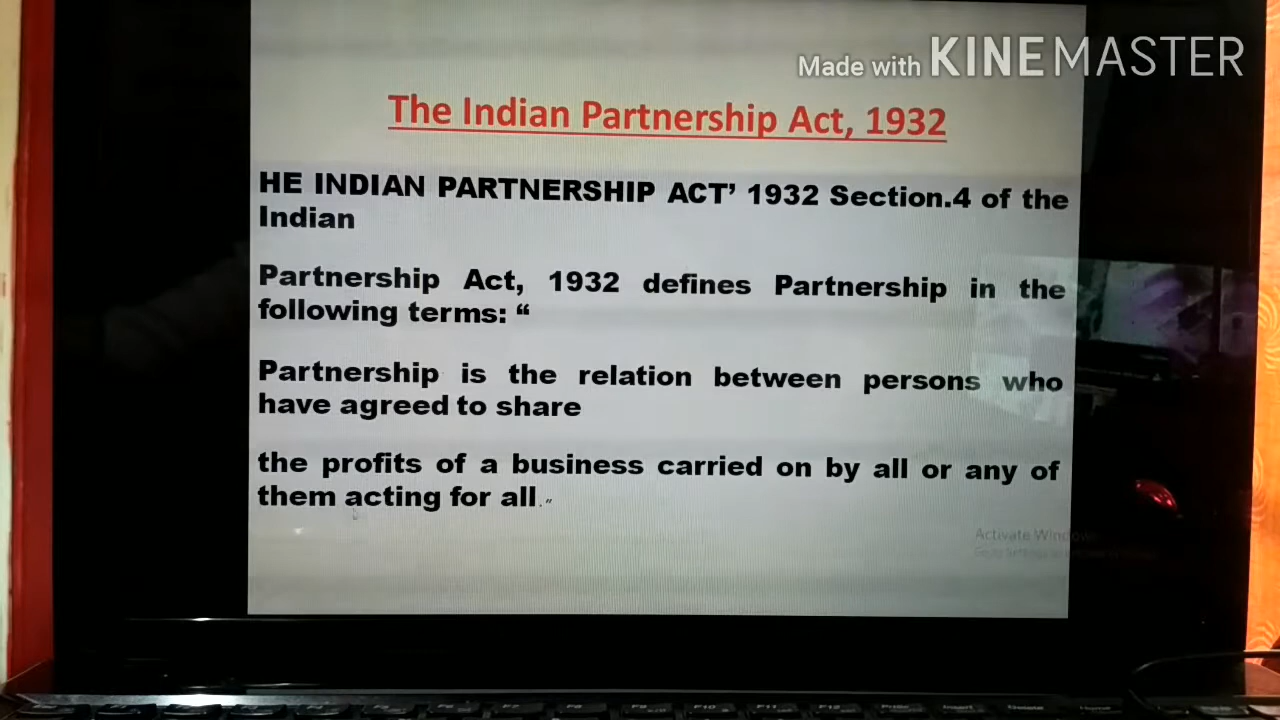 Made with KINEMASTER
The Indian Partnership Act, 1932
HE INDIAN PARTNERSHIP ACT’ 1932 Section.4 of the
Indian
Partnership Act, 1932 defines Partnership in the
following terms: “
Partnership is the relation between persons who
have agreed to share
the profits of a business carried on by all or any of
them acting for all.”
Activate Windows